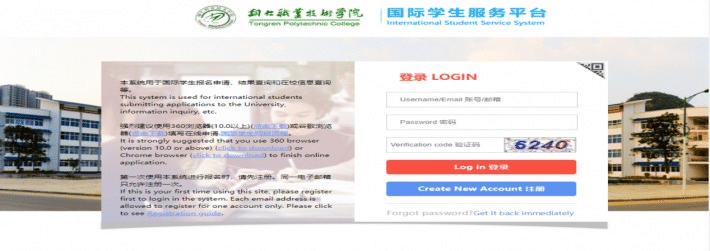 铜仁职业技术学院
Tongren Polytechnic College
国际学生服务平台
International Student Service System
本系统用于国际学生报名申请、结果查询和在校信息查询
等。
This system is used for international students
submitting applications to the University,
information inquiry, etc.
强烈建议使用360浏览器(10.0以上)(点击下载)或谷歌浏览
器(点击下载)填写在线申请.
It is strongly suggested that you use 360 browser
(version 10.0 or above) (click to download) or
Chrome browser (click to download) to finish online
application.
第一次使用本系统进行报名时，请先注册。同一电子邮箱
只允许注册一次。
If this is your first time using this site, please register
first to login in the system. Each email address is
allowed to register for one account only. Please click
to see Registration guide.
登录 LOGIN
Username/Email 账号/邮箱
Password 密码
Verification code 验证码
6240
Log in 登录
Create New Account 注册
Forgot password?Get it back immediately